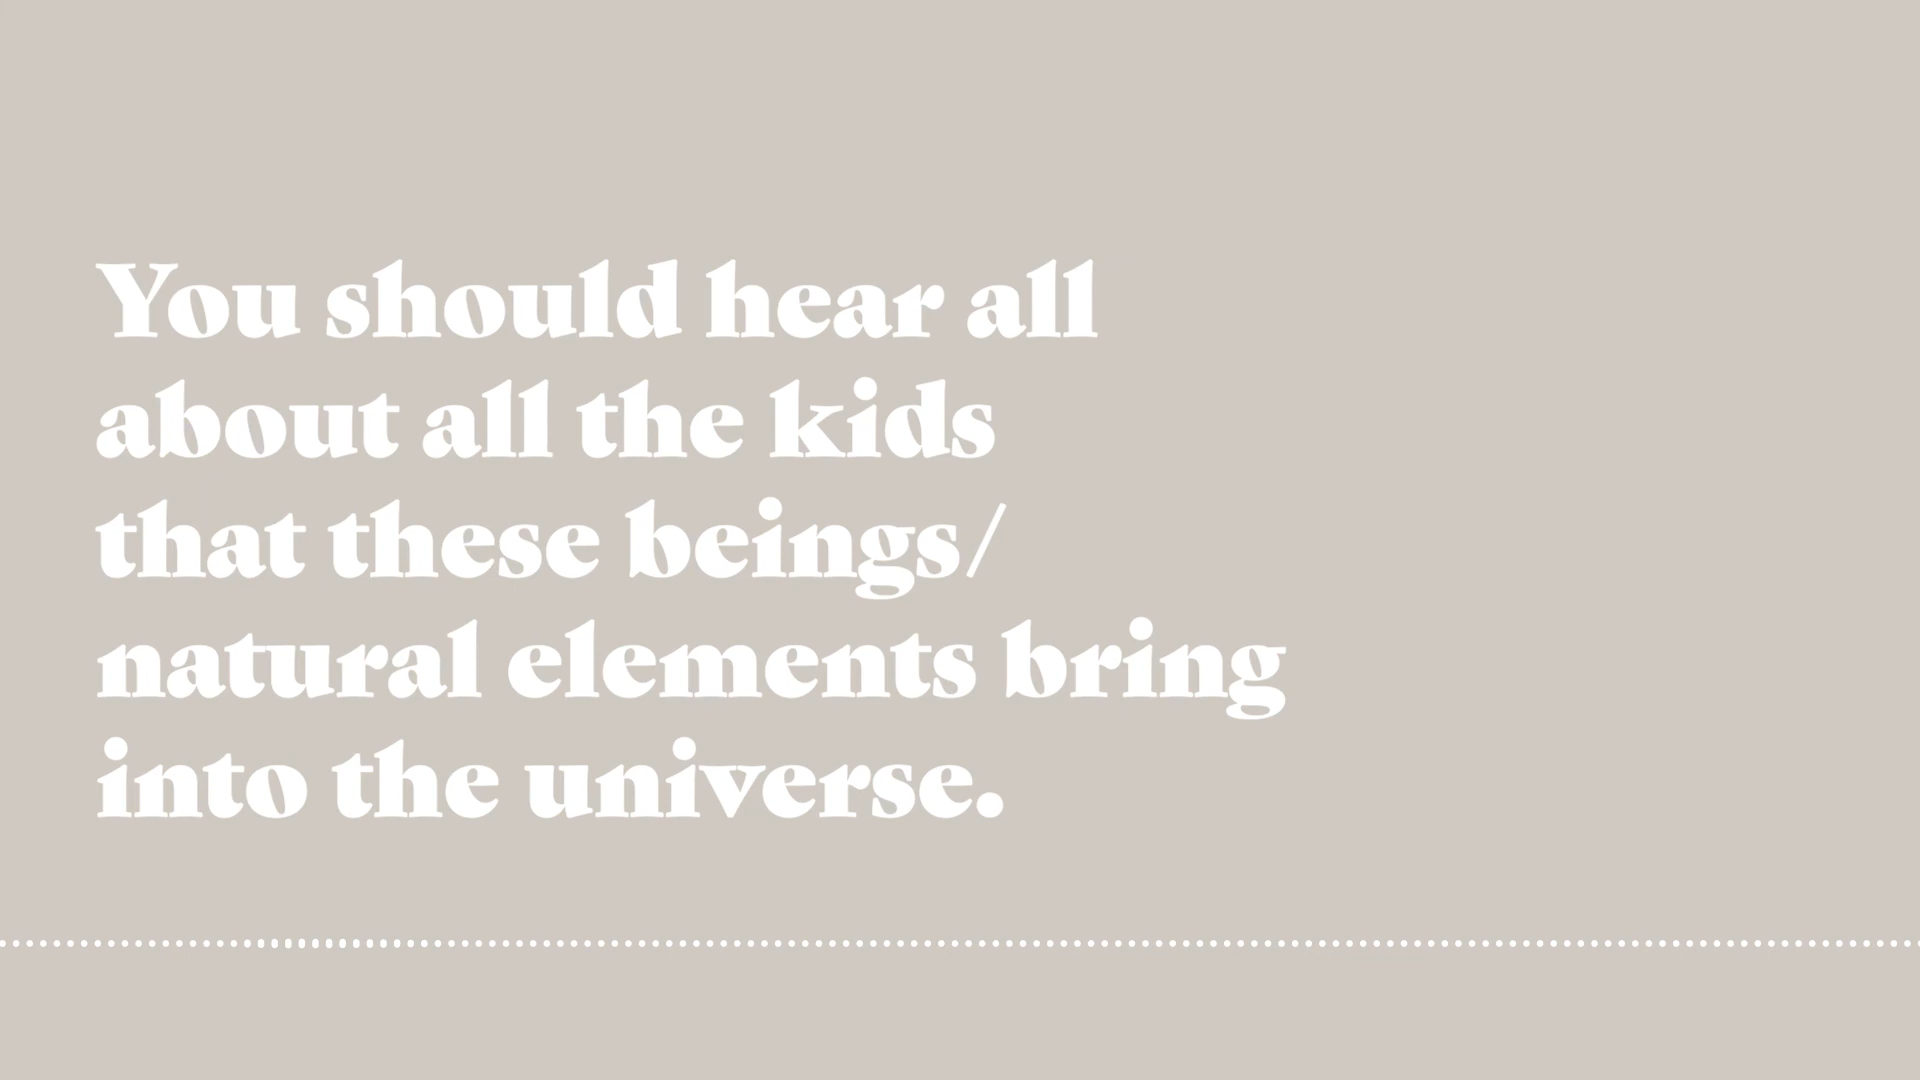 You should hear all
about all the kids
that these beings/
natural elements bring
into the universe.